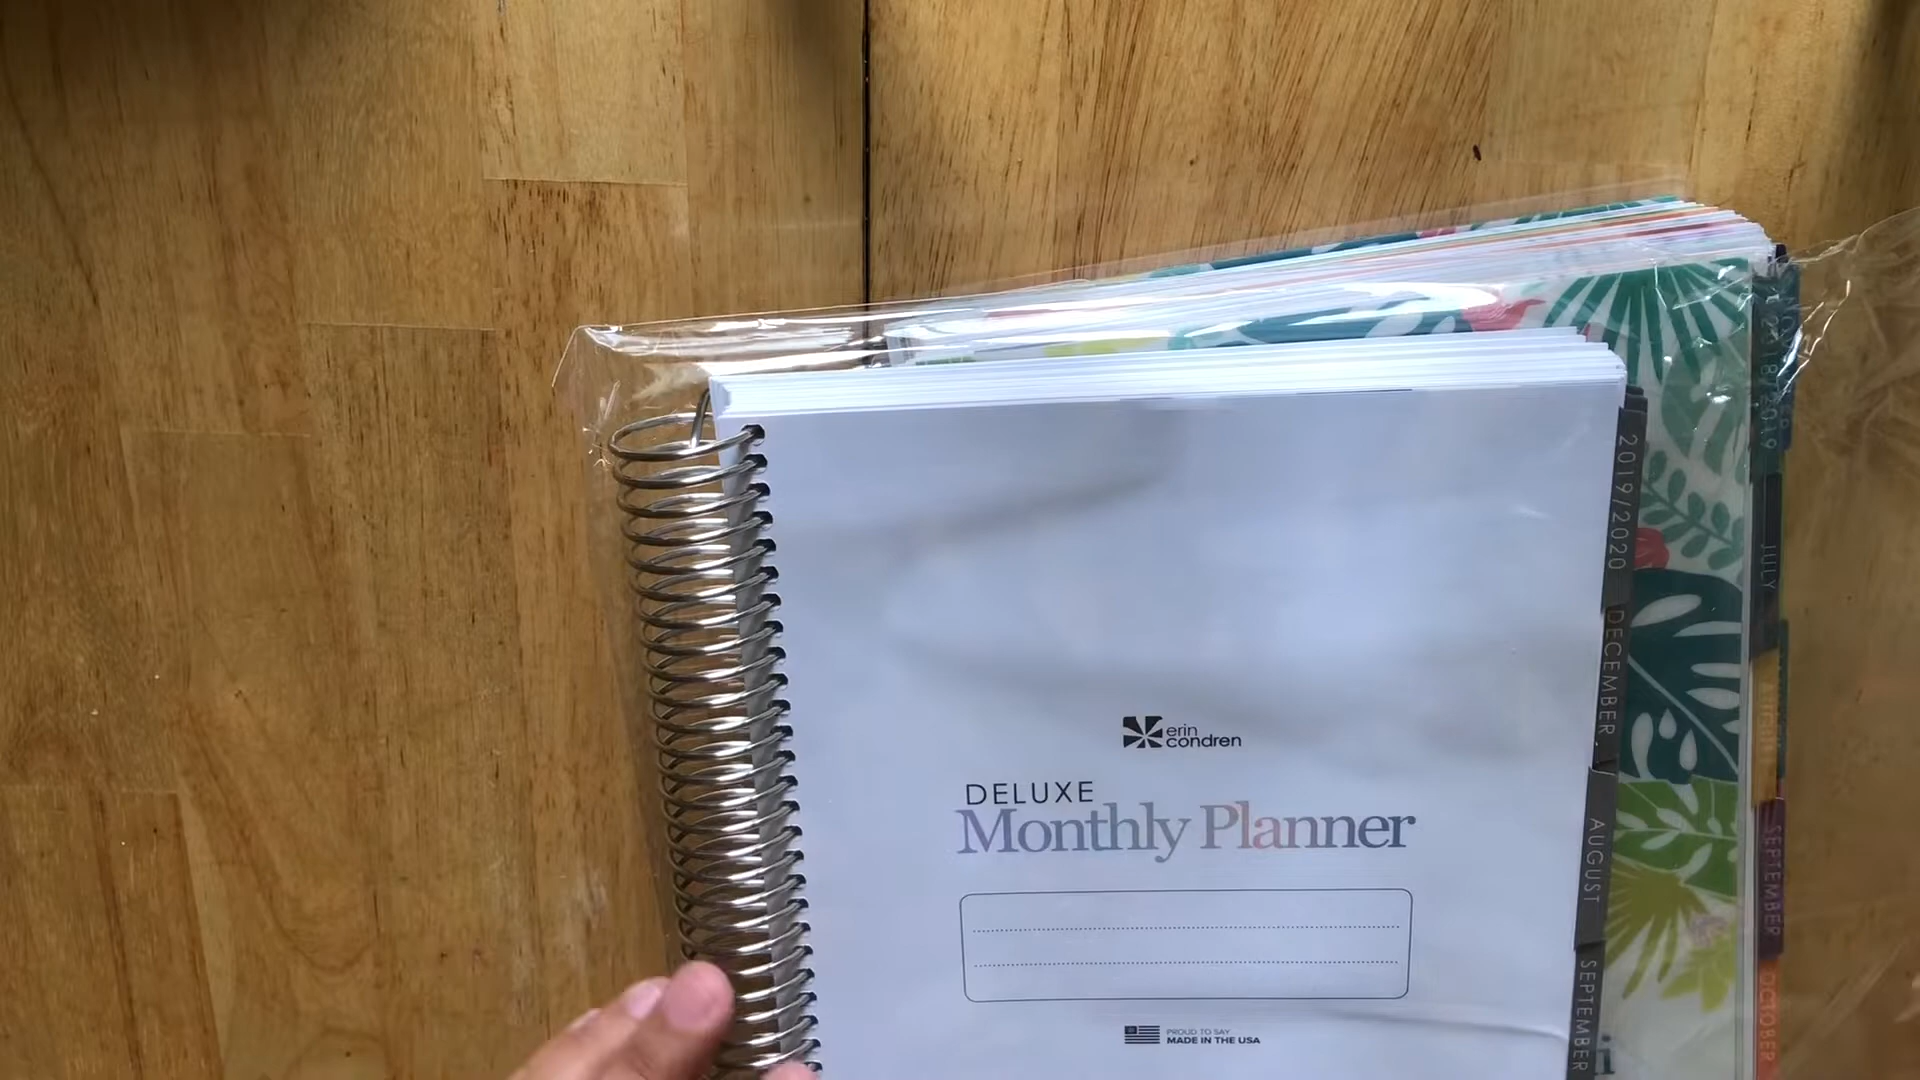 erin
condren
DELUXE
Monthly Planner
PROUD TO SAY
MADE IN THE USA
2019/2020
DECEMBER
AUGUST
SEPTEMBER
2018/2019
JULY
SEPTEMBER
OCTOBER